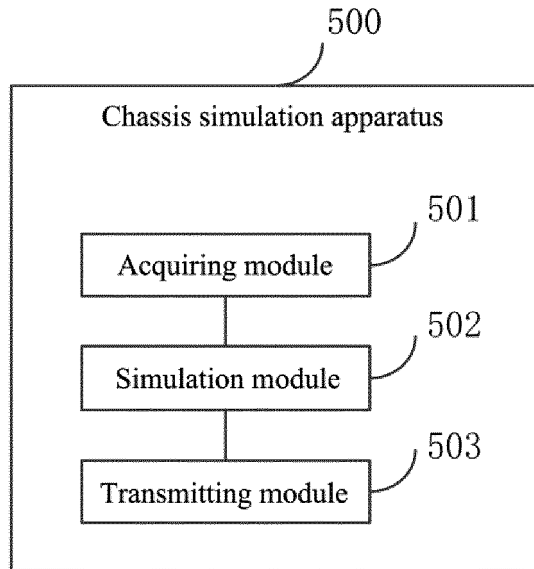 500
Chassis simulation apparatus
501
Acquiring module
502
Simulation module
503
Transmitting module